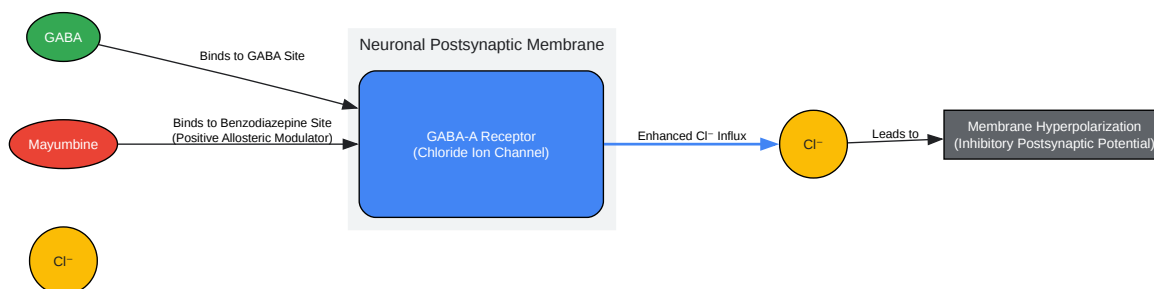 GABA
Neuronal Postsynaptic Membrane
Binds to GABA Site
Binds to Benzodiazepine Site
(Positive Allosteric Modulator)
Mayumbine
GABA-A Receptor
(Chloride Ion Channel)
Enhanced Cl⁻ Influx
Cl⁻
Leads to
Membrane Hyperpolarization
(Inhibitory Postsynaptic Potential)
Cl⁻